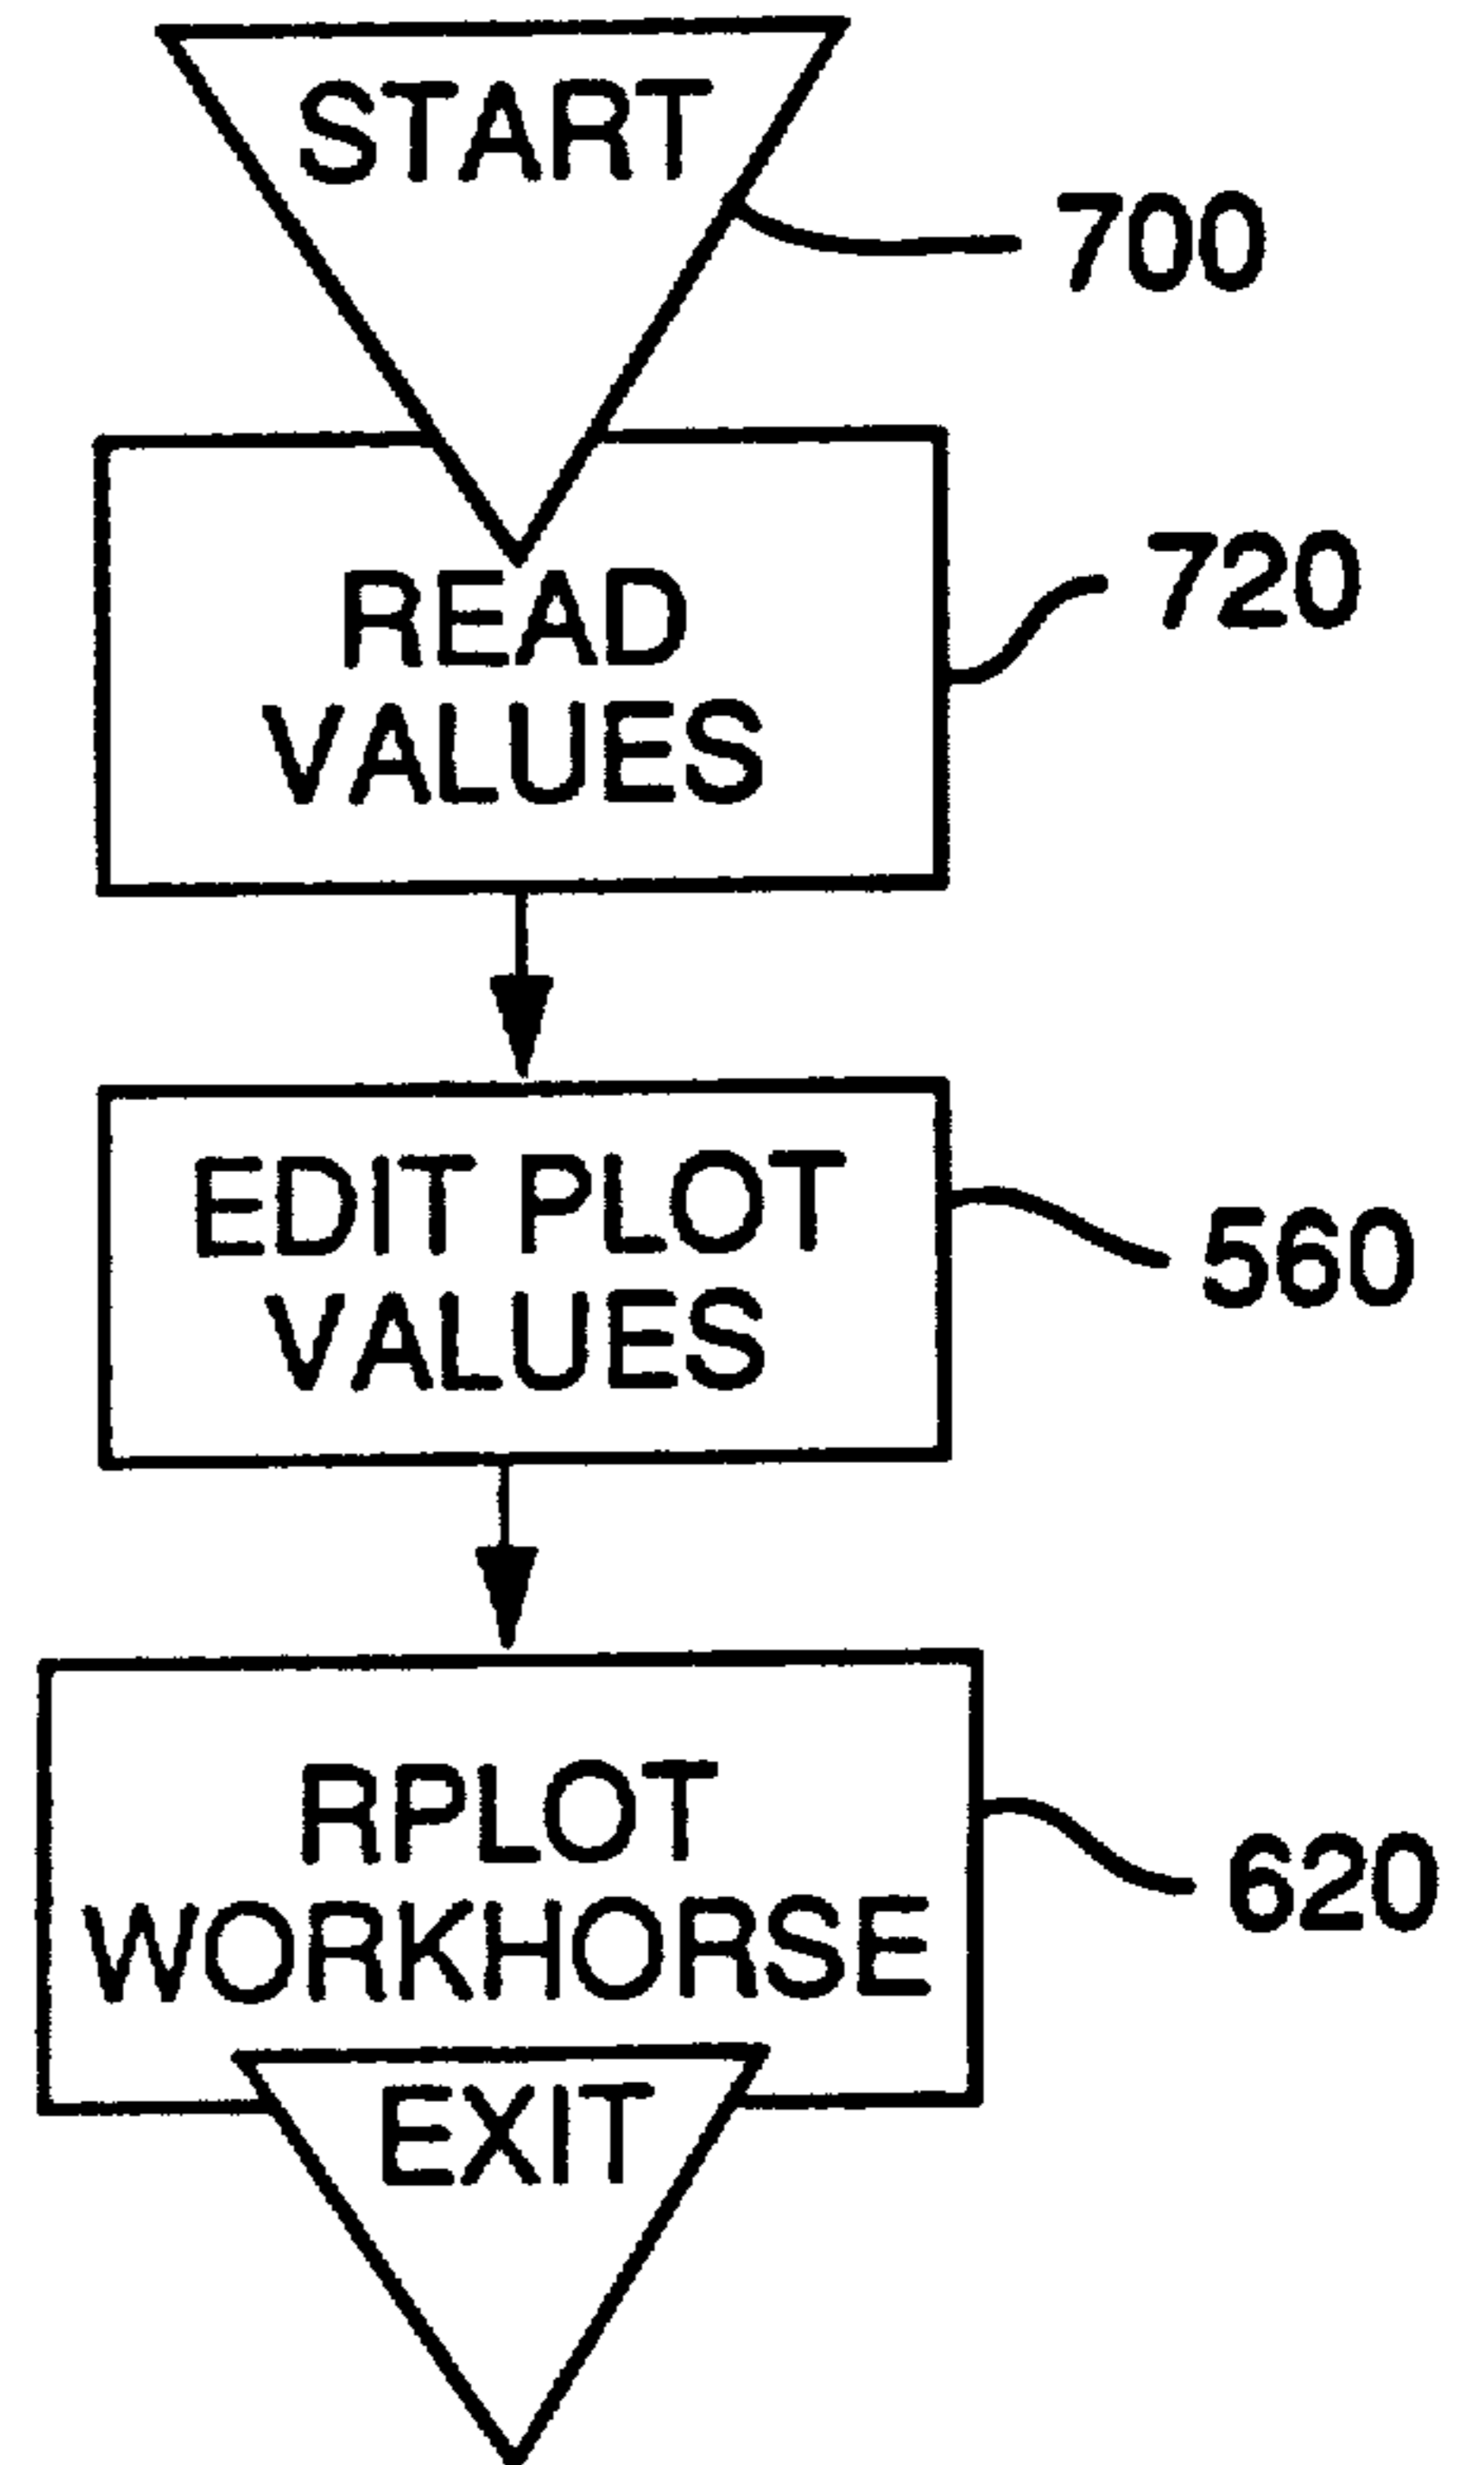 START
700
READ
VALUES
720
EDIT PLOT
VALUES
560
RPLOT
WORKHORSE
620
EXIT